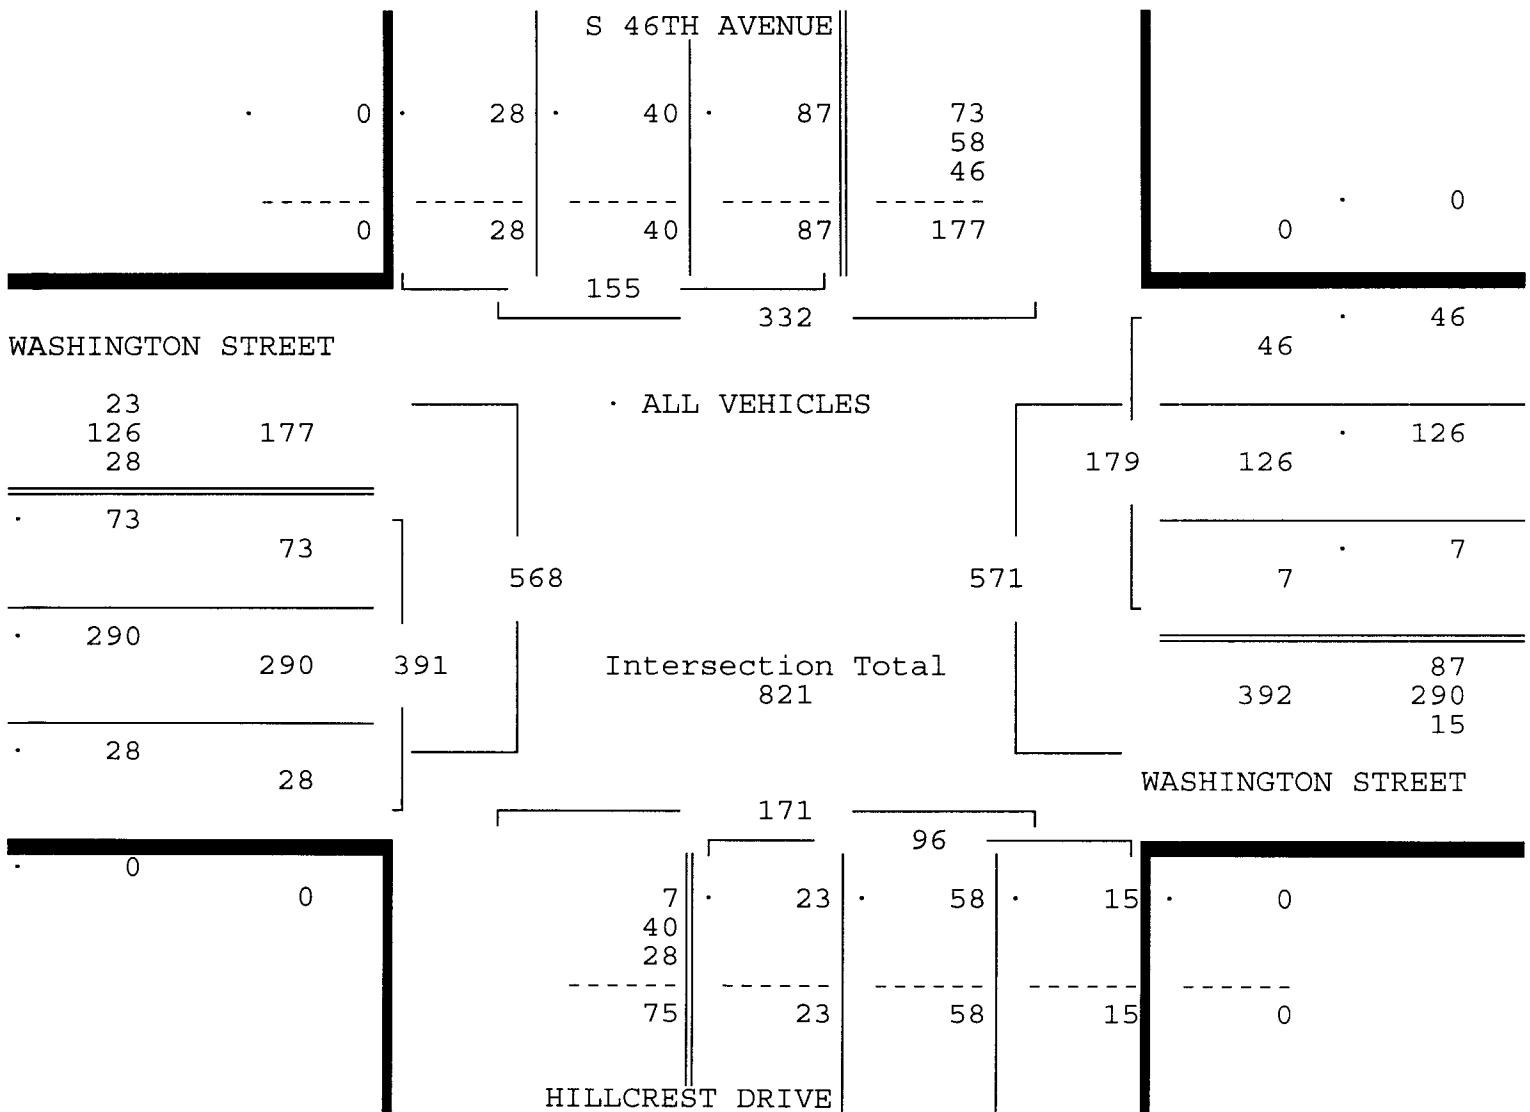 S 46TH AVENUE
· 0 · 28 · 40 · 87 73
58
46
------ ------ ------ ------ ------ · 0
0 28 40 87 177 0
155
332 · 46
WASHINGTON STREET 46
23 · ALL VEHICLES
126 177 · 126
28 179 126
· 73
73 · 7
568 571 7
· 290
290 391 Intersection Total 87
821 392 290
15
· 28
28 WASHINGTON STREET
171
96
· 0
0 7 · 23 · 58 · 15 · 0
40
28
------ ------ ------ ------ ------
75 23 58 15 0
HILLCREST DRIVE